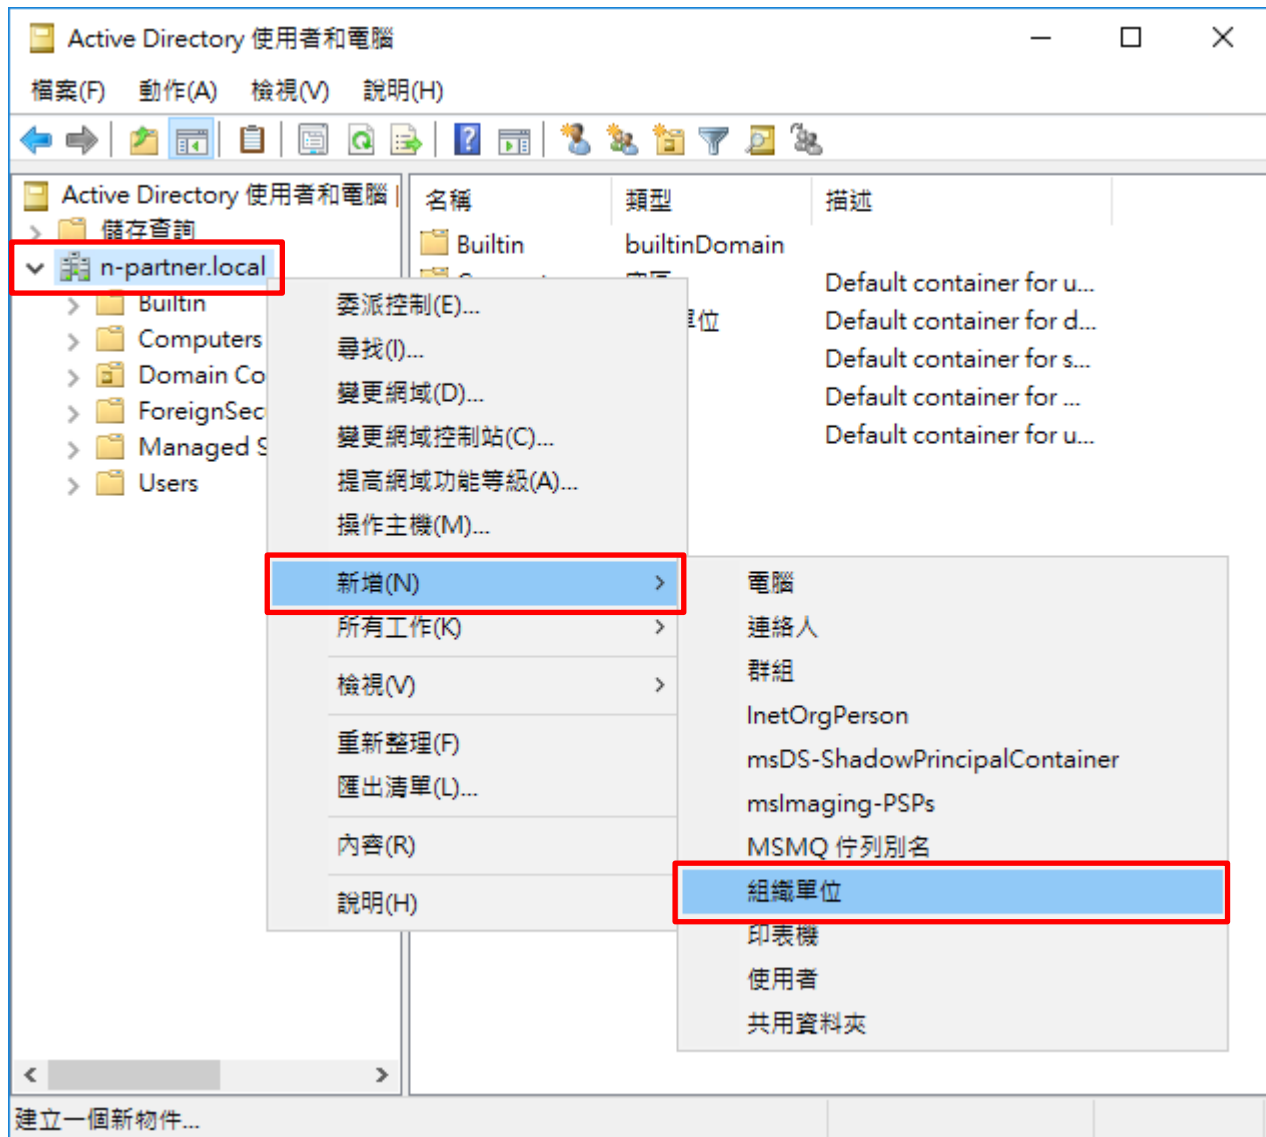 Active Directory 使用者和電腦
檔案(F) 動作(A) 檢視(V) 說明(H)
Active Directory 使用者和電腦
儲存查詢
n-partner.local
Builtin
Computers
Domain Co
ForeignSec
Managed S
Users
名稱 類型 描述
Builtin builtinDomain
Default container for u...
單位 Default container for d...
Default container for s...
Default container for ...
Default container for u...
委派控制(E)...
尋找(I)...
變更網域(D)...
變更網域控制站(C)...
提高網域功能等級(A)...
操作主機(M)...
新增(N)
所有工作(K)
檢視(V)
重新整理(F)
匯出清單(L)...
內容(R)
說明(H)
電腦
連絡人
群組
InetOrgPerson
msDS-ShadowPrincipalContainer
msImaging-PSPs
MSMQ 佇列別名
組織單位
印表機
使用者
共用資料夾
建立一個新物件...